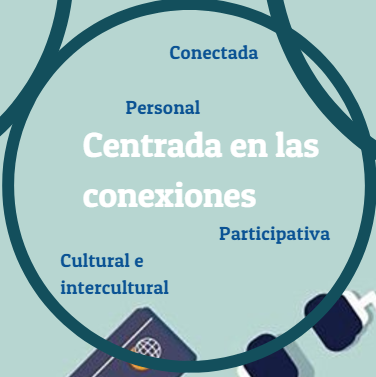 Conectada
Personal
Centrada en las
conexiones
Participativa
Cultural e
intercultural